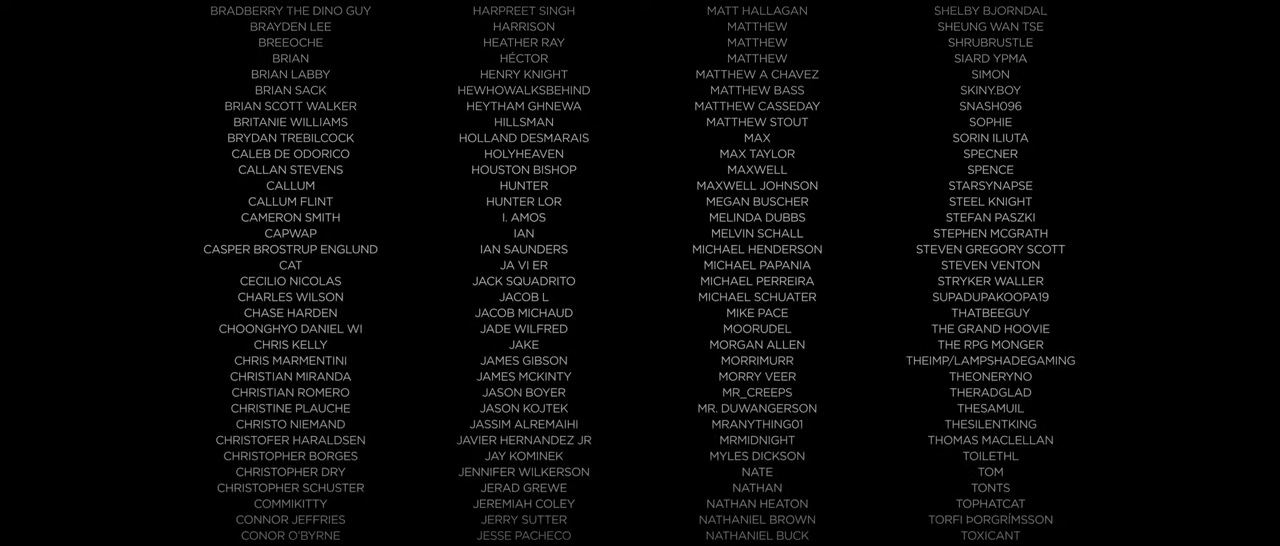 BRADBERRY THE DINO GUY
BRAYDEN LEE
BREEOCHE
BRIAN
BRIAN LABBY
BRIAN SACK
BRIAN SCOTT WALKER
BRITANIE WILLIAMS
BRYDAN TREBILCOCK
CALEB DE ODORICO
CALLAN STEVENS
CALLUM
CALLUM FLINT
CAMERON SMITH
CAPWAP
CASPER BROSTRUP ENGLUND
CAT
CECILIO NICOLAS
CHARLES WILSON
CHASE HARDEN
CHOONGHYO DANIEL WI
CHRIS KELLY
CHRIS MARMENTINI
CHRISTIAN MIRANDA
CHRISTIAN ROMERO
CHRISTINE PLAUCHE
CHRISTO NIEMAND
CHRISTOFER HARALDSEN
CHRISTOPHER BORGES
CHRISTOPHER DRY
CHRISTOPHER SCHUSTER
COMMIKITTY
CONNOR JEFFRIES
CONOR O'BYRNE
HARPREET SINGH
HARRISON
HEATHER RAY
HÉCTOR
HENRY KNIGHT
HEWHOWALKSBEHIND
HEYTHAM GHNEWA
HILLSMAN
HOLLAND DESMARAIS
HOLYHEAVEN
HOUSTON BISHOP
HUNTER
HUNTER LOR
I. AMOS
IAN
IAN SAUNDERS
JA VI ER
JACK SQUADRITO
JACOB L
JACOB MICHAUD
JADE WILFRED
JAKE
JAMES GIBSON
JAMES MCKINTY
JASON BOYER
JASON KOJTEK
JASSIM ALREMAIHI
JAVIER HERNANDEZ JR
JAY KOMINEK
JENNIFER WILKERSON
JERAD GREWE
JEREMIAH COLEY
JERRY SUTTER
JESSE PACHECO
MATT HALLAGAN
MATTHEW
MATTHEW
MATTHEW
MATTHEW A CHAVEZ
MATTHEW BASS
MATTHEW CASSEDAY
MATTHEW STOUT
MAX
MAX TAYLOR
MAXWELL
MAXWELL JOHNSON
MEGAN BUSCHER
MELINDA DUBBS
MELVIN SCHALL
MICHAEL HENDERSON
MICHAEL PAPANIA
MICHAEL PERREIRA
MICHAEL SCHUATER
MIKE PACE
MOORUDEL
MORGAN ALLEN
MORRIMURR
MORRY VEER
MR_CREEPS
MR. DUWANGERSON
MRANYTHING01
MRMIDNIGHT
MYLES DICKSON
NATE
NATHAN
NATHAN HEATON
NATHANIEL BROWN
NATHANIEL BUCK
SHELBY BJORNDAL
SHEUNG WAN TSE
SHRUBRUSTLE
SIARD YPMA
SIMON
SKINY.BOY
SNASH096
SOPHIE
SORIN ILIUTA
SPECNER
SPENCE
STARSYNAPSE
STEEL KNIGHT
STEFAN PASZKI
STEPHEN MCGRATH
STEVEN GREGORY SCOTT
STEVEN VENTON
STRYKER WALLER
SUPADUPAKOOPA19
THATBEEGUY
THE GRAND HOOVIE
THE RPG MONGER
THEIMP/LAMPSHADEGAMING
THEONERYNO
THERADGLAD
THESAMUIL
THESILENTKING
THOMAS MACLELLAN
TOILETHL
TOM
TONTS
TOPHATCAT
TORFI ÞORGRÍMSSON
TOXICANT